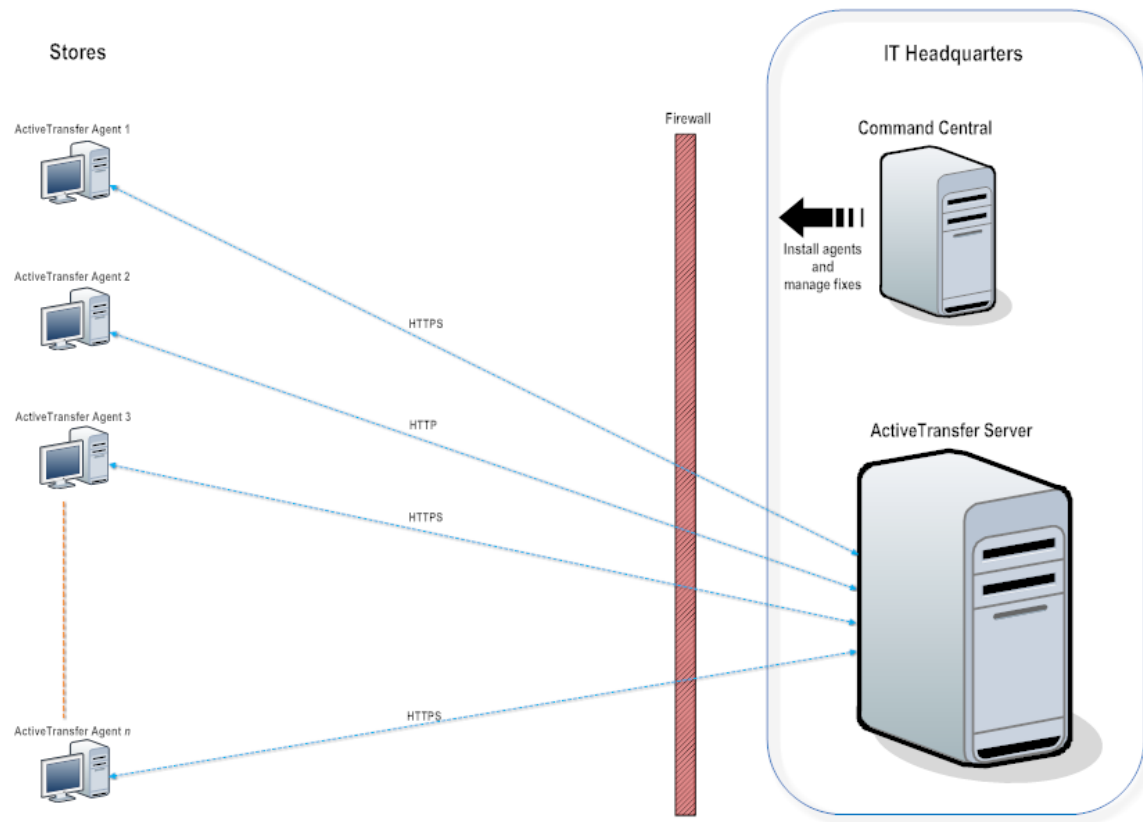 Stores
IT Headquarters
ActiveTransfer Agent 1
Firewall
Command Central
Install agents
and
manage fixes
ActiveTransfer Agent 2
HTTPS
ActiveTransfer Agent 3
HTTP
ActiveTransfer Server
HTTPS
HTTPS
ActiveTransfer Agent n